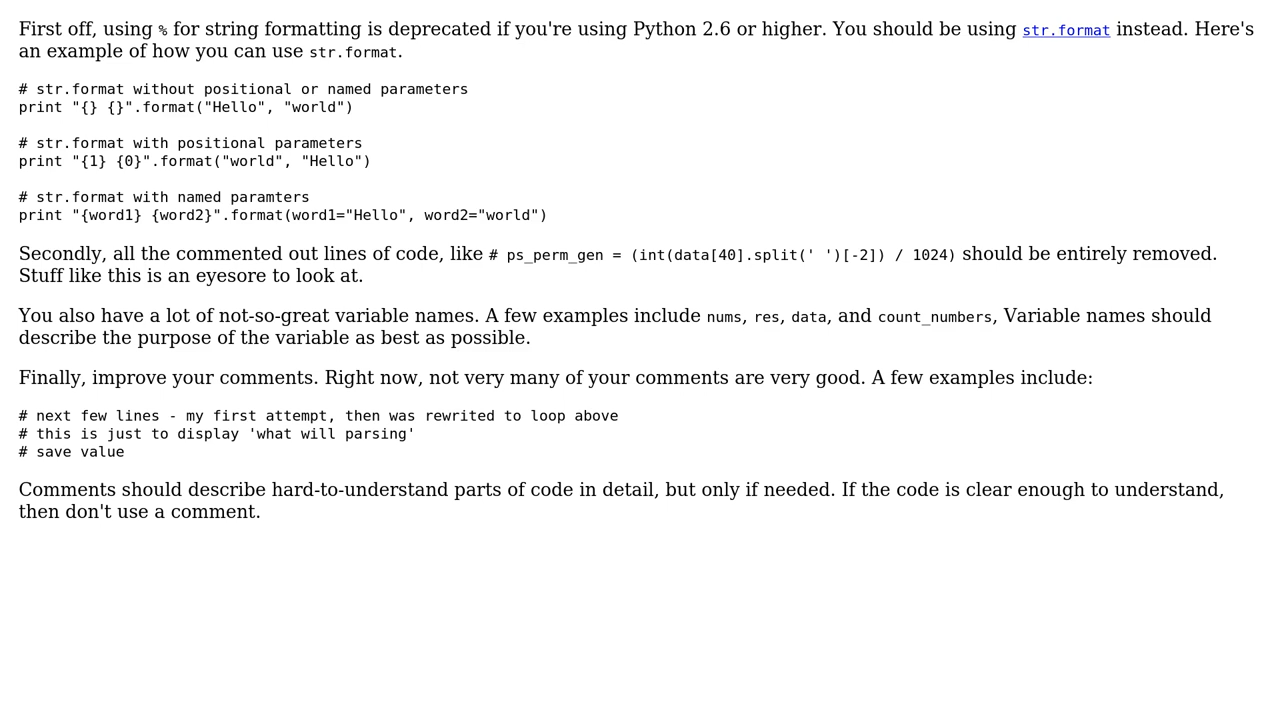 First off, using % for string formatting is deprecated if you're using Python 2.6 or higher. You should be using str.format instead. Here's
an example of how you can use str.format.
# str.format without positional or named parameters
print "{} {}".format("Hello", "world")
# str.format with positional parameters
print "{1} {0}".format("world", "Hello")
# str.format with named paramters
print "{word1} {word2}".format(word1="Hello", word2="world")
Secondly, all the commented out lines of code, like # ps_perm_gen = (int(data[40].split(' ')[-2]) / 1024) should be entirely removed.
Stuff like this is an eyesore to look at.
You also have a lot of not-so-great variable names. A few examples include nums, res, data, and count_numbers, Variable names should
describe the purpose of the variable as best as possible.
Finally, improve your comments. Right now, not very many of your comments are very good. A few examples include:
# next few lines - my first attempt, then was rewrited to loop above
# this is just to display 'what will parsing'
# save value
Comments should describe hard-to-understand parts of code in detail, but only if needed. If the code is clear enough to understand,
then don't use a comment.